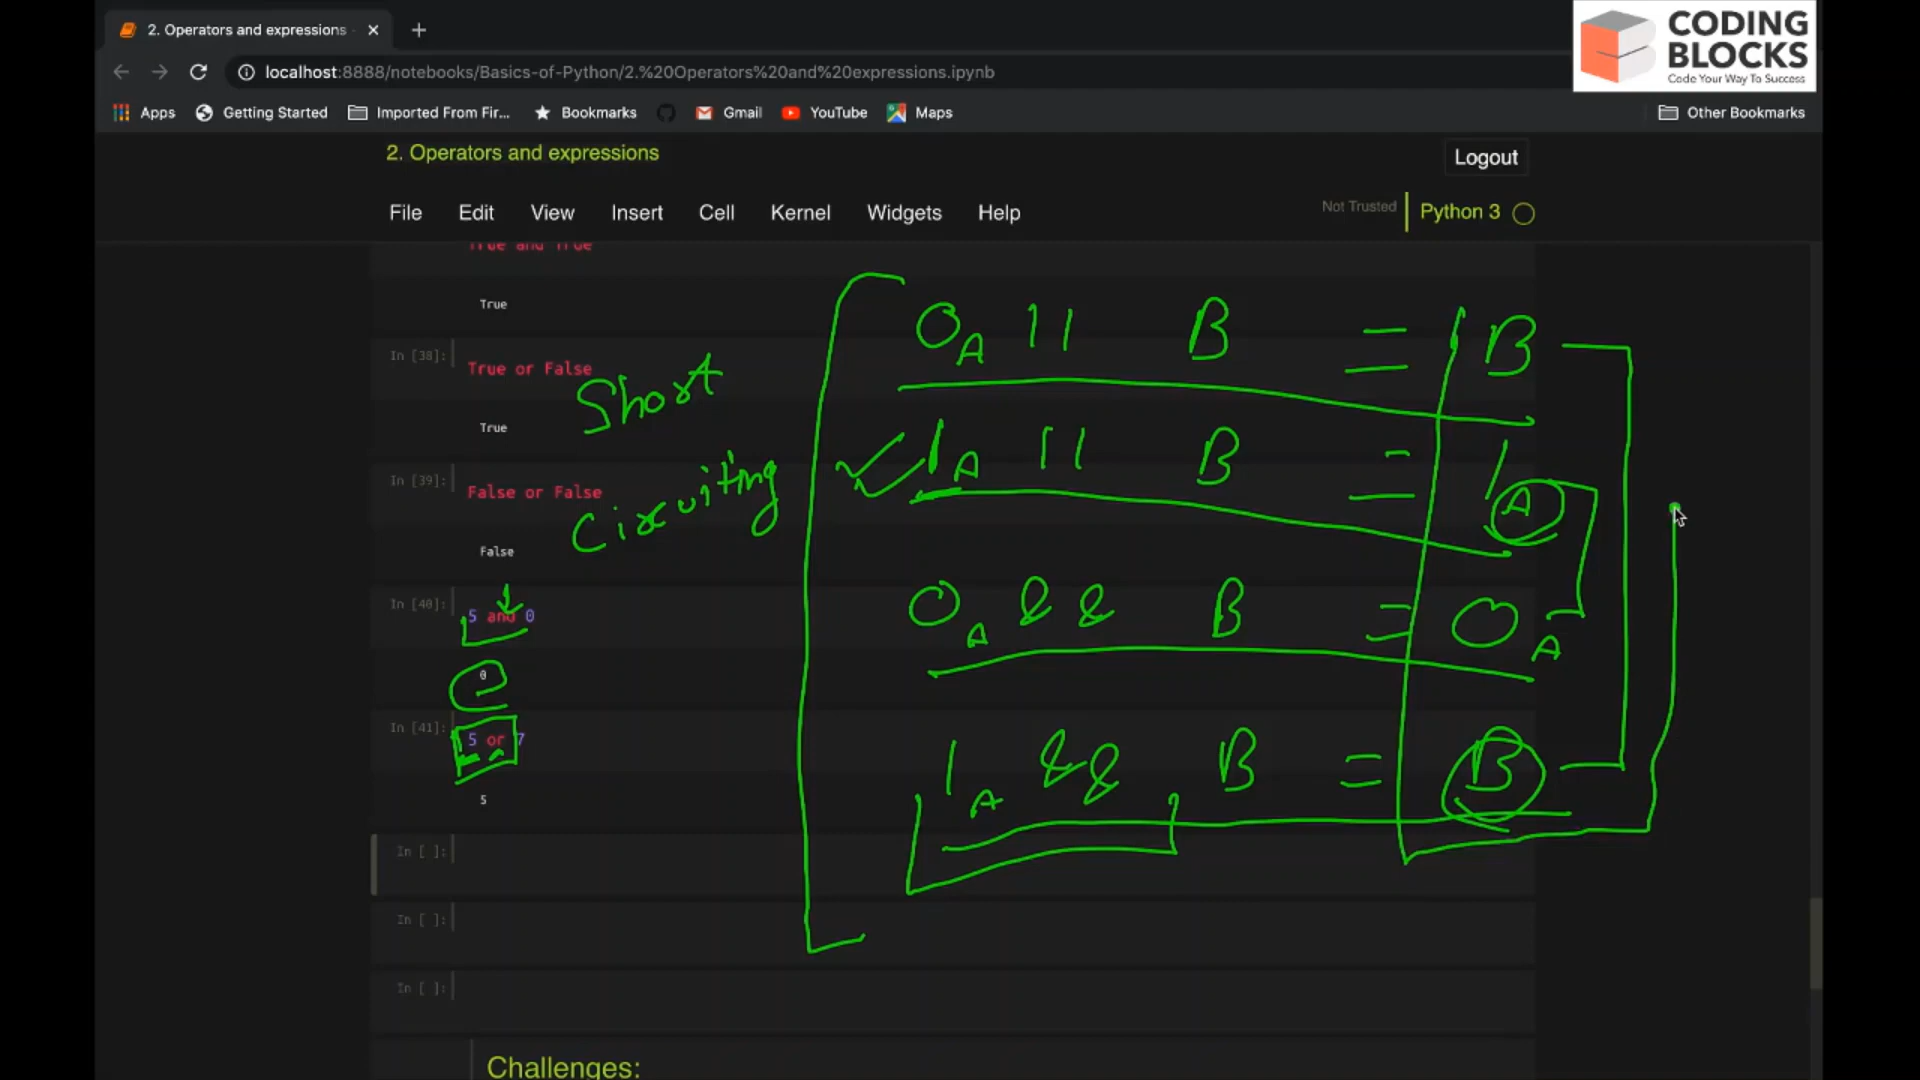 2. Operators and expressions
CODING
BLOCKS
Code Your Way To Success
localhost:8888/notebooks/Basics-of-Python/2.%20Operators%20and%20expressions.ipynb
Apps Getting Started Imported From Fir... Bookmarks Gmail YouTube Maps Other Bookmarks
2. Operators and expressions Logout
File Edit View Insert Cell Kernel Widgets Help Not Trusted Python 3
True and True
True
0A || B = B
In [38]: True or False
Short
True
1A || B = 1
A
In [39]: False or False
Circuiting
False
In [40]: 5 and 0
0A && B = 0A
0
In [41]: 5 or 7
1A && B = B
5
In [ ]:
In [ ]:
In [ ]:
Challenges: